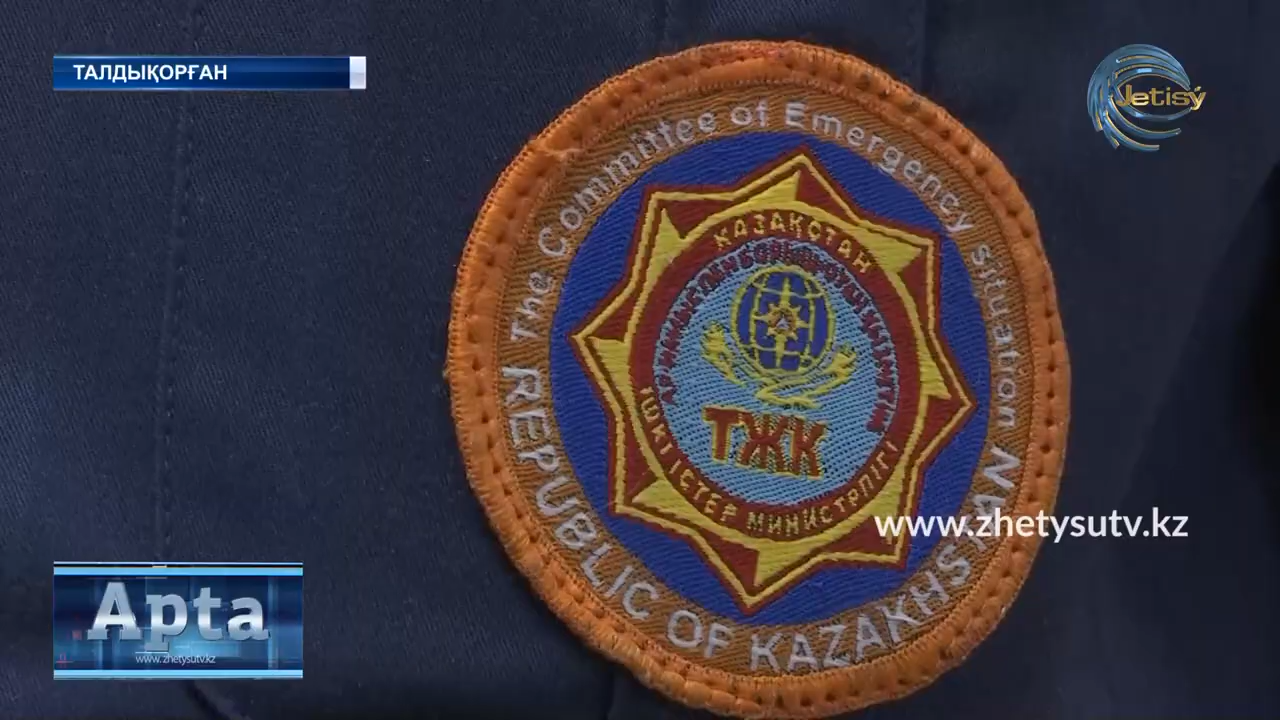 ТАЛДЫҚОРҒАН
Jetisý
The Committee of Emergency situation
REPUBLIC OF KAZAKHSTAN
ҚАЗАҚСТАН
ТЖК
ІШКІ ІСТЕР МИНИСТРЛІГІ
www.zhetysutv.kz
Apta
www.zhetysutv.kz